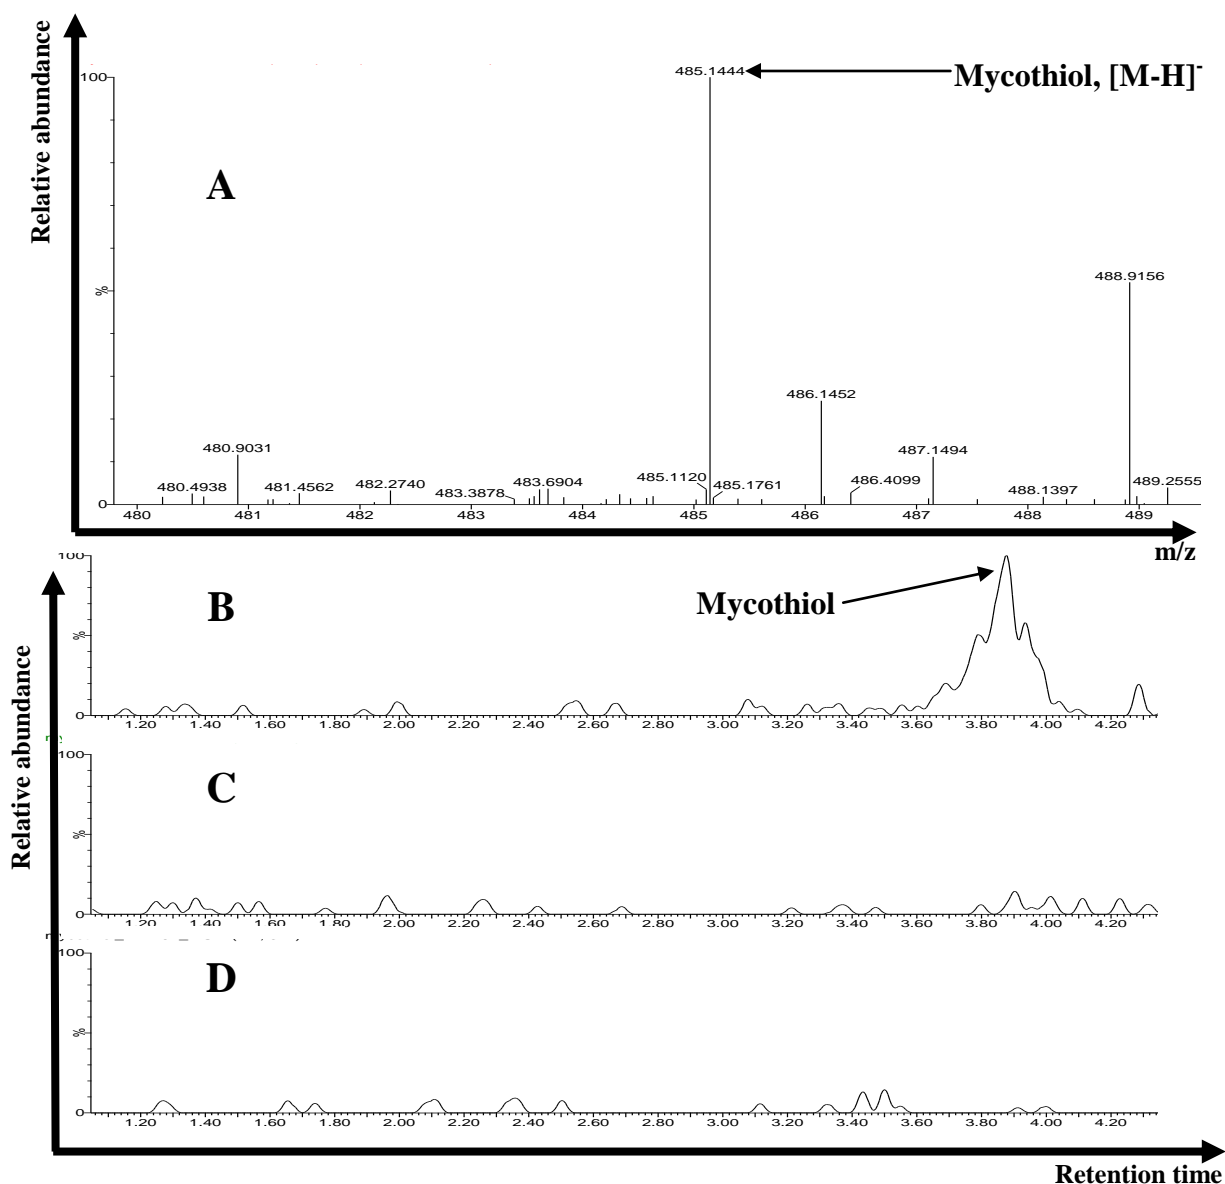 Relative abundance
100
485.1444
Mycothiol, [M-H]-
A
%
488.9156
486.1452
480.9031
487.1494
480.4938
481.4562
482.2740
483.3878
483.6904
485.1120
485.1761
486.4099
488.1397
489.2555
0
480 481 482 483 484 485 486 487 488 489
m/z
Relative abundance
100
B
Mycothiol
%
0
1.20 1.40 1.60 1.80 2.00 2.20 2.40 2.60 2.80 3.00 3.20 3.40 3.60 3.80 4.00 4.20
100
C
%
0
1.20 1.40 1.60 1.80 2.00 2.20 2.40 2.60 2.80 3.00 3.20 3.40 3.60 3.80 4.00 4.20
100
D
%
0
1.20 1.40 1.60 1.80 2.00 2.20 2.40 2.60 2.80 3.00 3.20 3.40 3.60 3.80 4.00 4.20
Retention time